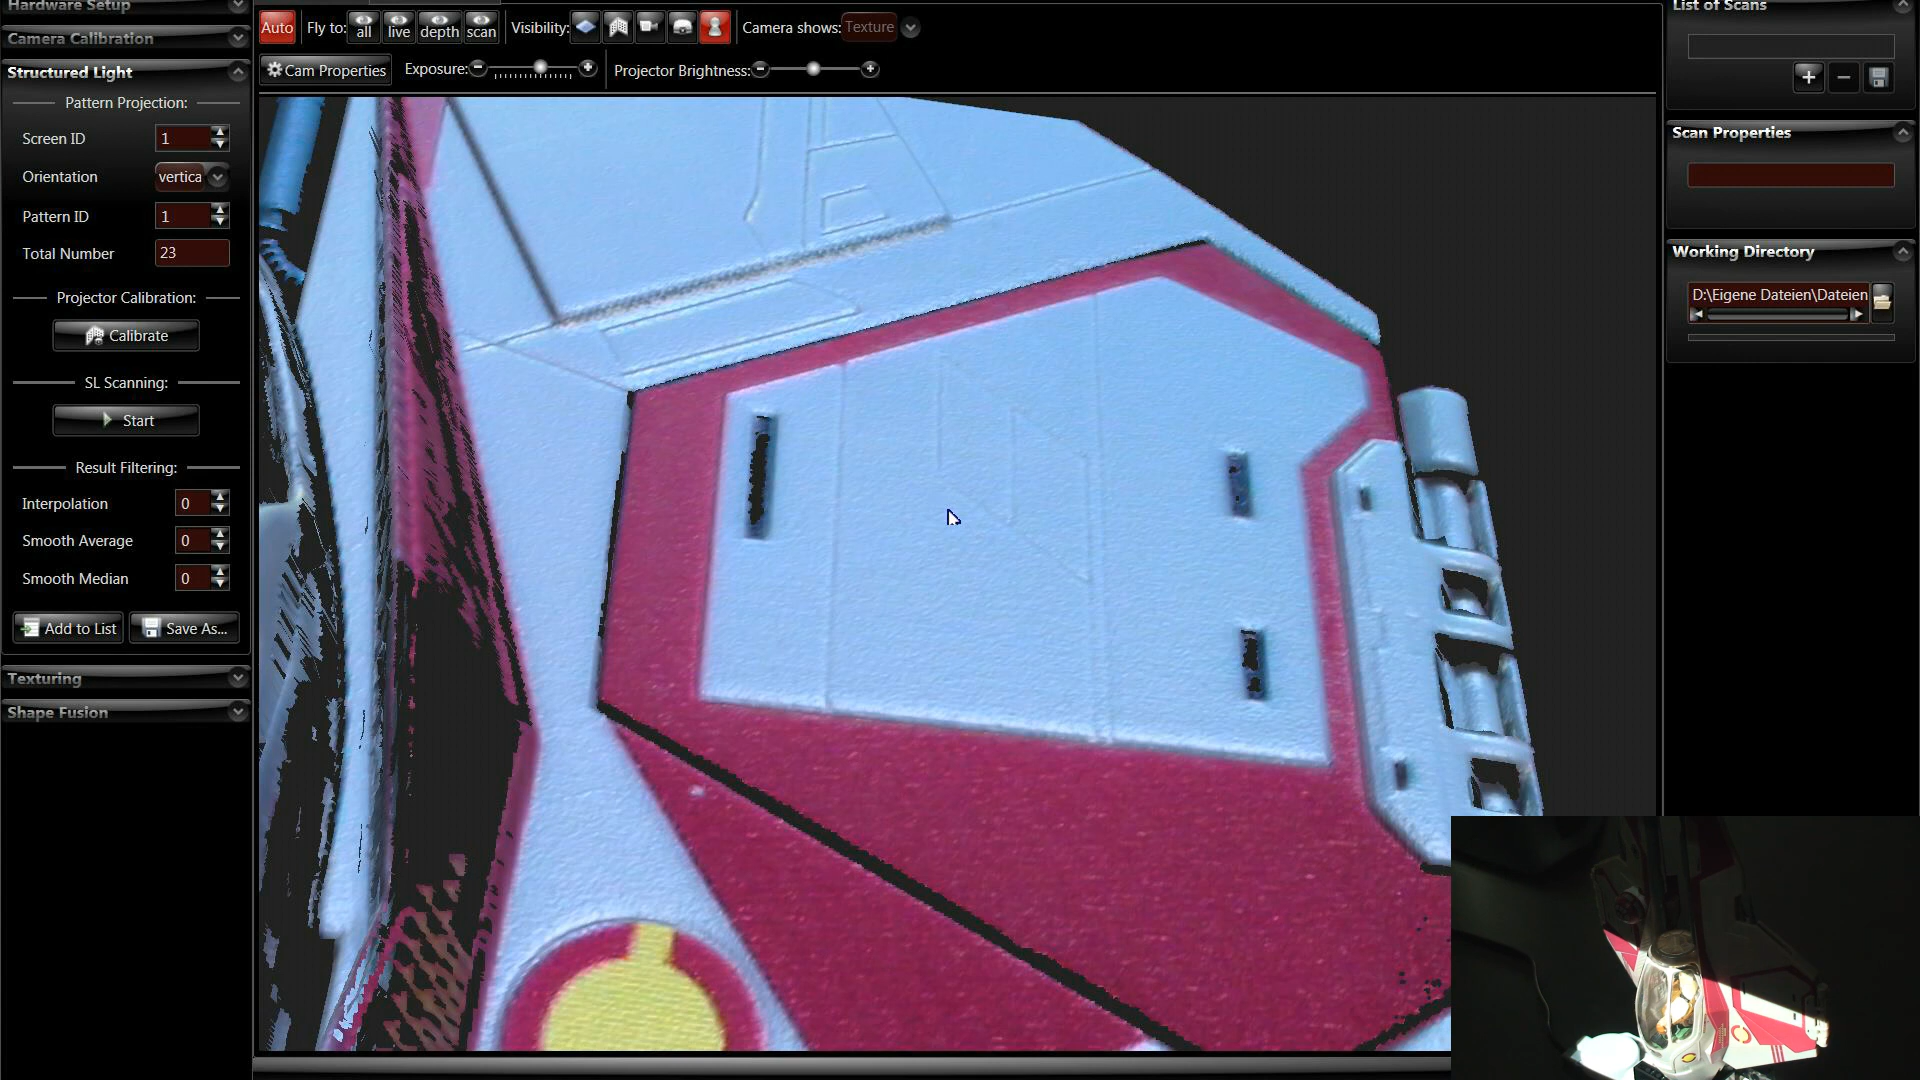 Hardware Setup
Camera Calibration
Structured Light
Pattern Projection:
Screen ID 1
Orientation vertica
Pattern ID 1
Total Number 23
Projector Calibration:
Calibrate
SL Scanning:
Start
Result Filtering:
Interpolation 0
Smooth Average 0
Smooth Median 0
Add to List Save As...
Texturing
Shape Fusion
Auto Fly to: all live depth scan Visibility: Camera shows: Texture
Cam Properties Exposure: Projector Brightness:
List of Scans
Scan Properties
Working Directory
D:\Eigene Dateien\Dateien